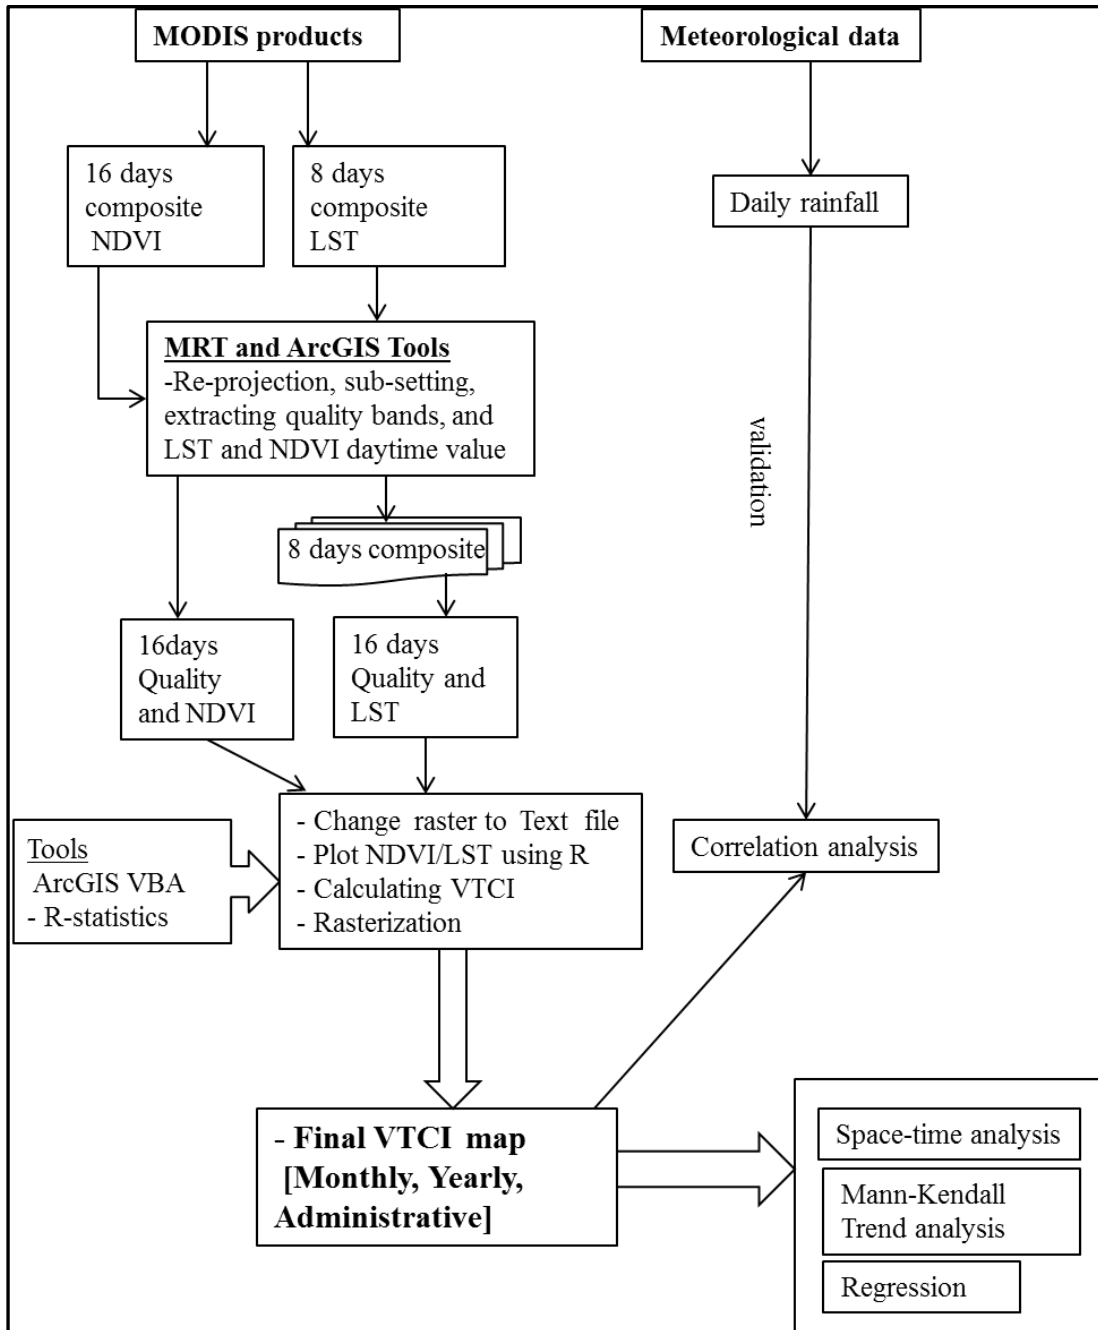 MODIS products
Meteorological data
16 days
composite
NDVI
8 days
composite
LST
Daily rainfall
MRT and ArcGIS Tools
-Re-projection, sub-setting,
extracting quality bands, and
LST and NDVI daytime value
validation
8 days composite
16days
Quality
and NDVI
16 days
Quality and
LST
Tools
ArcGIS VBA
- R-statistics
- Change raster to Text file
- Plot NDVI/LST using R
- Calculating VTCI
- Rasterization
Correlation analysis
- Final VTCI map
[Monthly, Yearly,
Administrative]
Space-time analysis
Mann-Kendall
Trend analysis
Regression